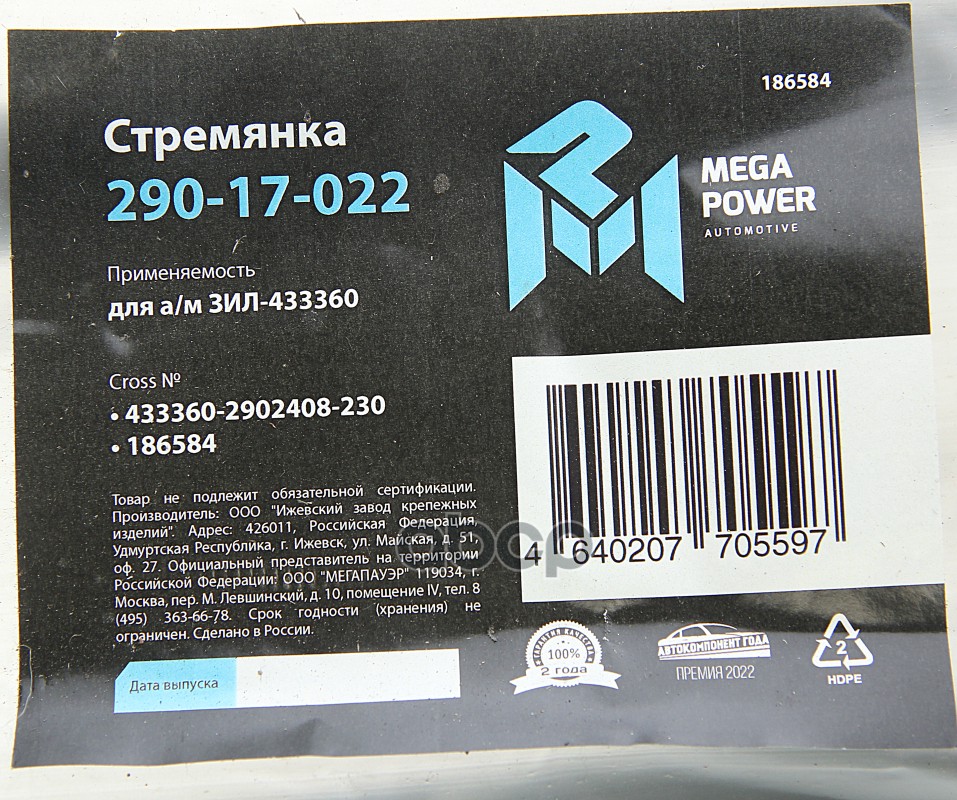 186584
Стремянка
290-17-022
MEGA
POWER
AUTOMOTIVE
Применяемость
для а/м ЗИЛ-433360
Cross №
• 433360-2902408-230
• 186584
Товар не подлежит обязательной сертификации.
Производитель: ООО "Ижевский завод крепежных
изделий". Адрес: 426011, Российская Федерация,
Удмуртская Республика, г. Ижевск, ул. Майская, д. 51,
оф. 27. Официальный представитель на территории
Российской Федерации: ООО "МЕГАПАУЭР" 119034, г.
Москва, пер. М. Левшинский, д. 10, помещение IV, тел. 8
(495) 363-66-78. Срок годности (хранения) не
ограничен. Сделано в России.
Дата выпуска
4 640207 705597
ГАРАНТИЯ КАЧЕСТВА
100%
2 года
АВТОКОМПОНЕНТ ГОДА
ПРЕМИЯ 2022
2
HDPE